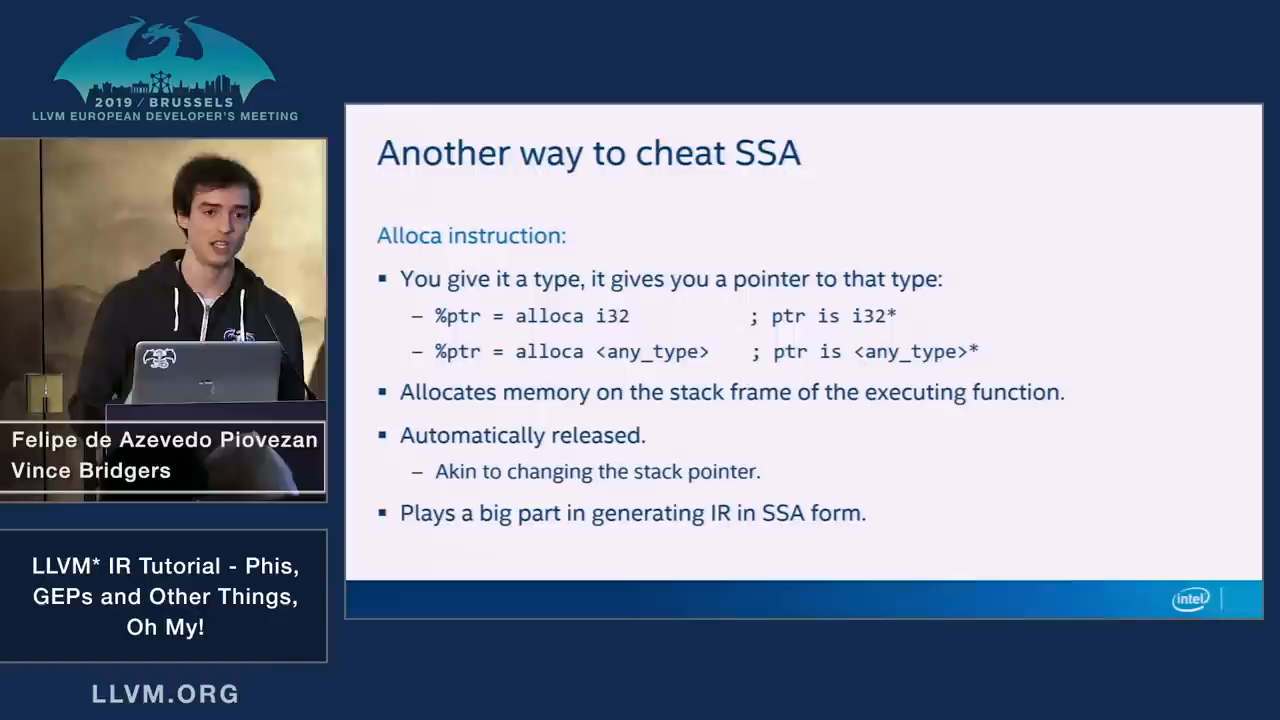 2019 / BRUSSELS
LLVM EUROPEAN DEVELOPER'S MEETING
Another way to cheat SSA
Alloca instruction:
▪ You give it a type, it gives you a pointer to that type:
– %ptr = alloca i32 ; ptr is i32*
– %ptr = alloca <any_type> ; ptr is <any_type>*
▪ Allocates memory on the stack frame of the executing function.
▪ Automatically released.
– Akin to changing the stack pointer.
▪ Plays a big part in generating IR in SSA form.
intel
Felipe de Azevedo Piovezan
Vince Bridgers
LLVM* IR Tutorial - Phis,
GEPs and Other Things,
Oh My!
LLVM.ORG